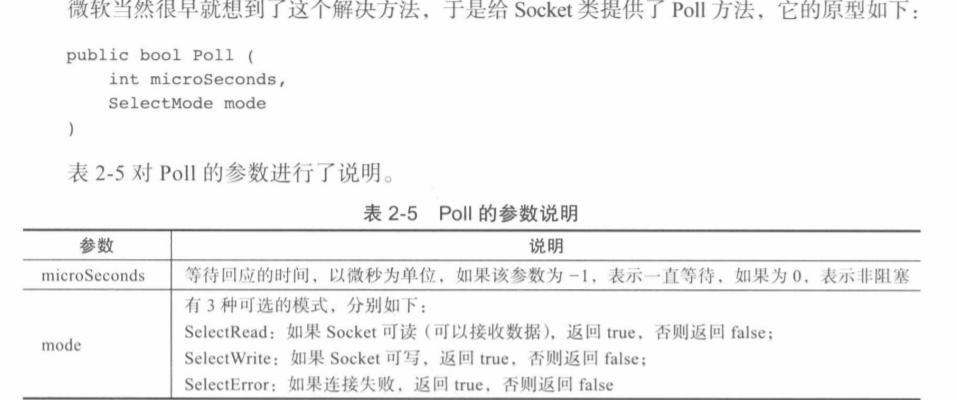 微软当然很早就想到了这个解决方法，于是给 Socket 类提供了 Poll 方法，它的原型如下：
public bool Poll (
    int microSeconds,
    SelectMode mode
)
表 2-5 对 Poll 的参数进行了说明。
表 2-5 Poll 的参数说明
参数 说明
microSeconds 等待回应的时间，以微秒为单位，如果该参数为 -1，表示一直等待，如果为 0，表示非阻塞
mode 有 3 种可选的模式，分别如下：
SelectRead：如果 Socket 可读（可以接收数据），返回 true，否则返回 false；
SelectWrite：如果 Socket 可写，返回 true，否则返回 false；
SelectError：如果连接失败，返回 true，否则返回 false